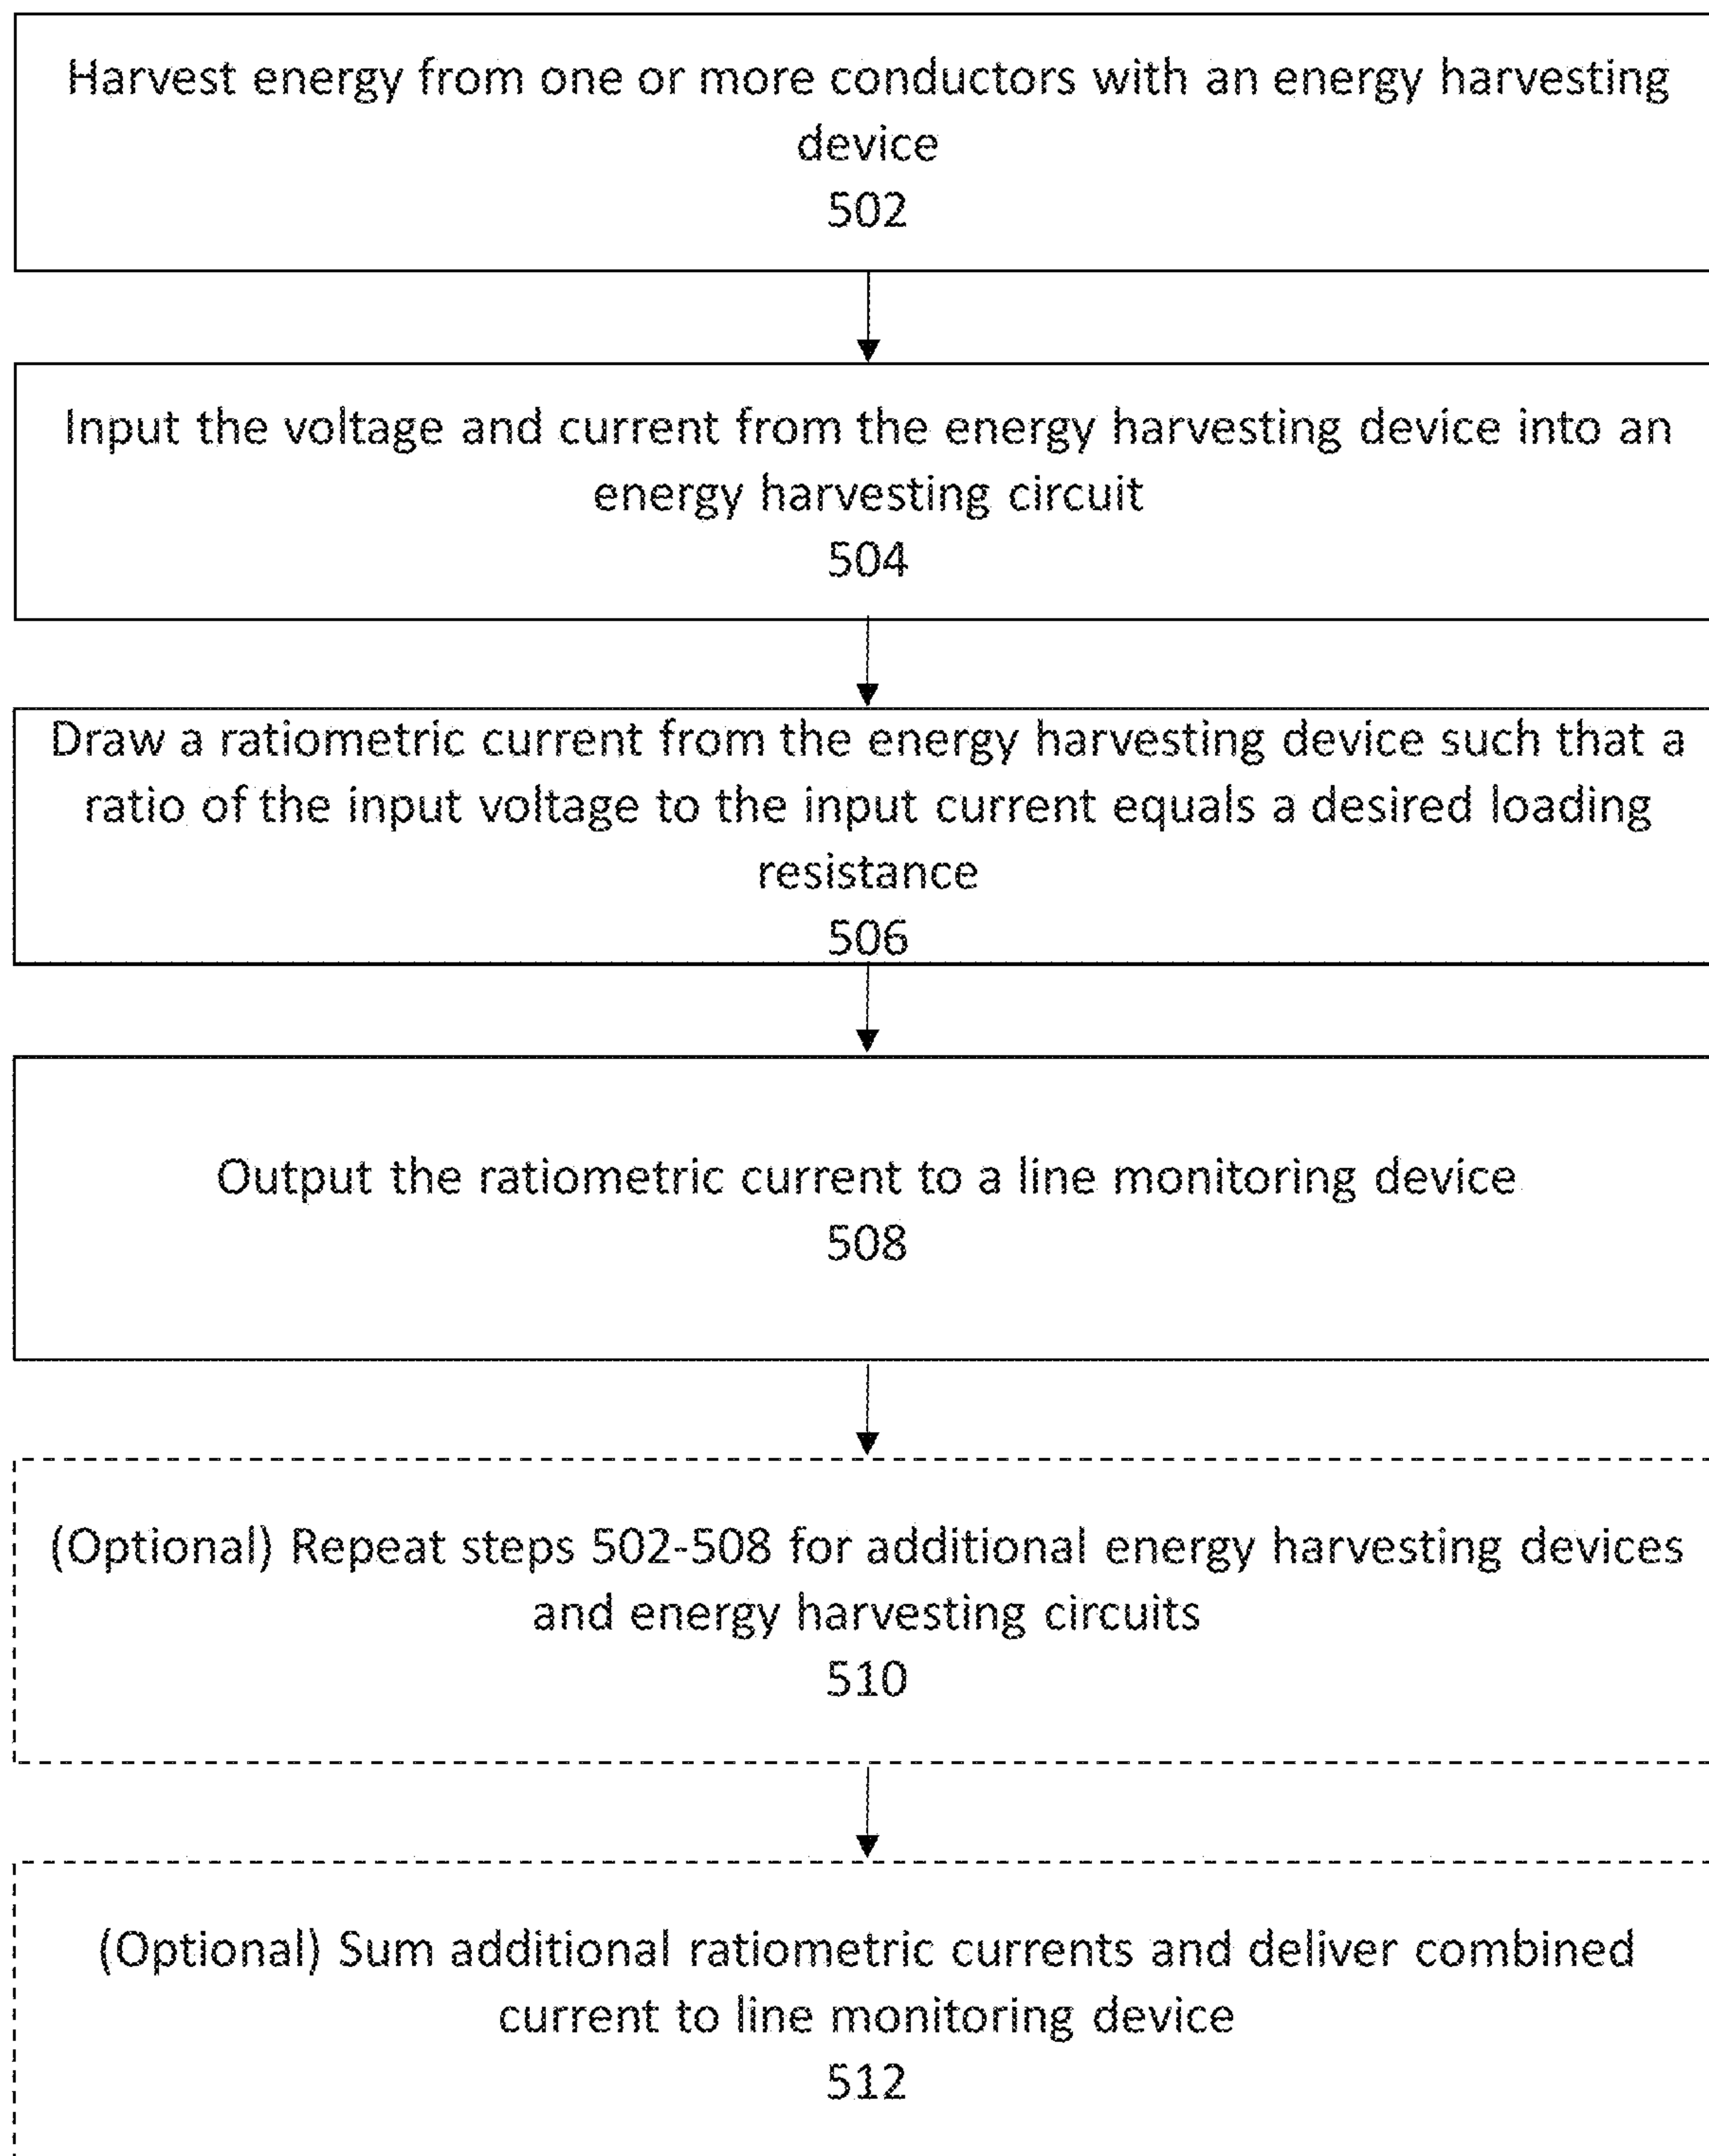 Harvest energy from one or more conductors with an energy harvesting
device
502
Input the voltage and current from the energy harvesting device into an
energy harvesting circuit
504
Draw a ratiometric current from the energy harvesting device such that a
ratio of the input voltage to the input current equals a desired loading
resistance
506
Output the ratiometric current to a line monitoring device
508
(Optional) Repeat steps 502-508 for additional energy harvesting devices
and energy harvesting circuits
510
(Optional) Sum additional ratiometric currents and deliver combined
current to line monitoring device
512